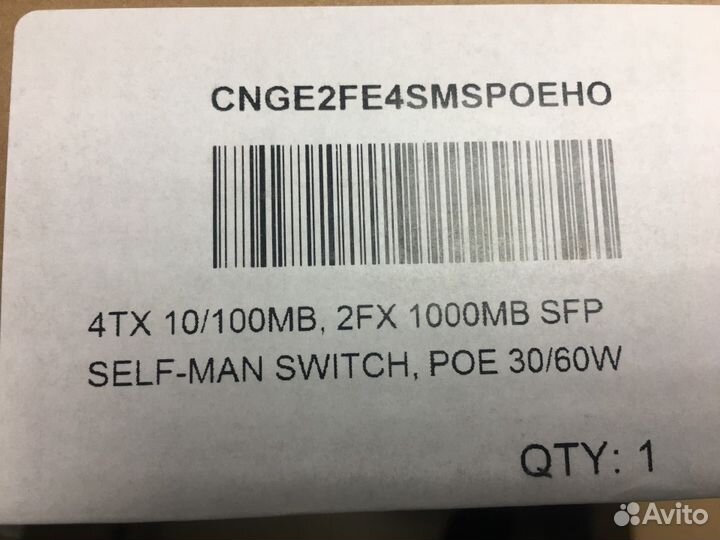 CNGE2FE4SMSPOEHO
4TX 10/100MB, 2FX 1000MB SFP
SELF-MAN SWITCH, POE 30/60W
QTY: 1
Avito